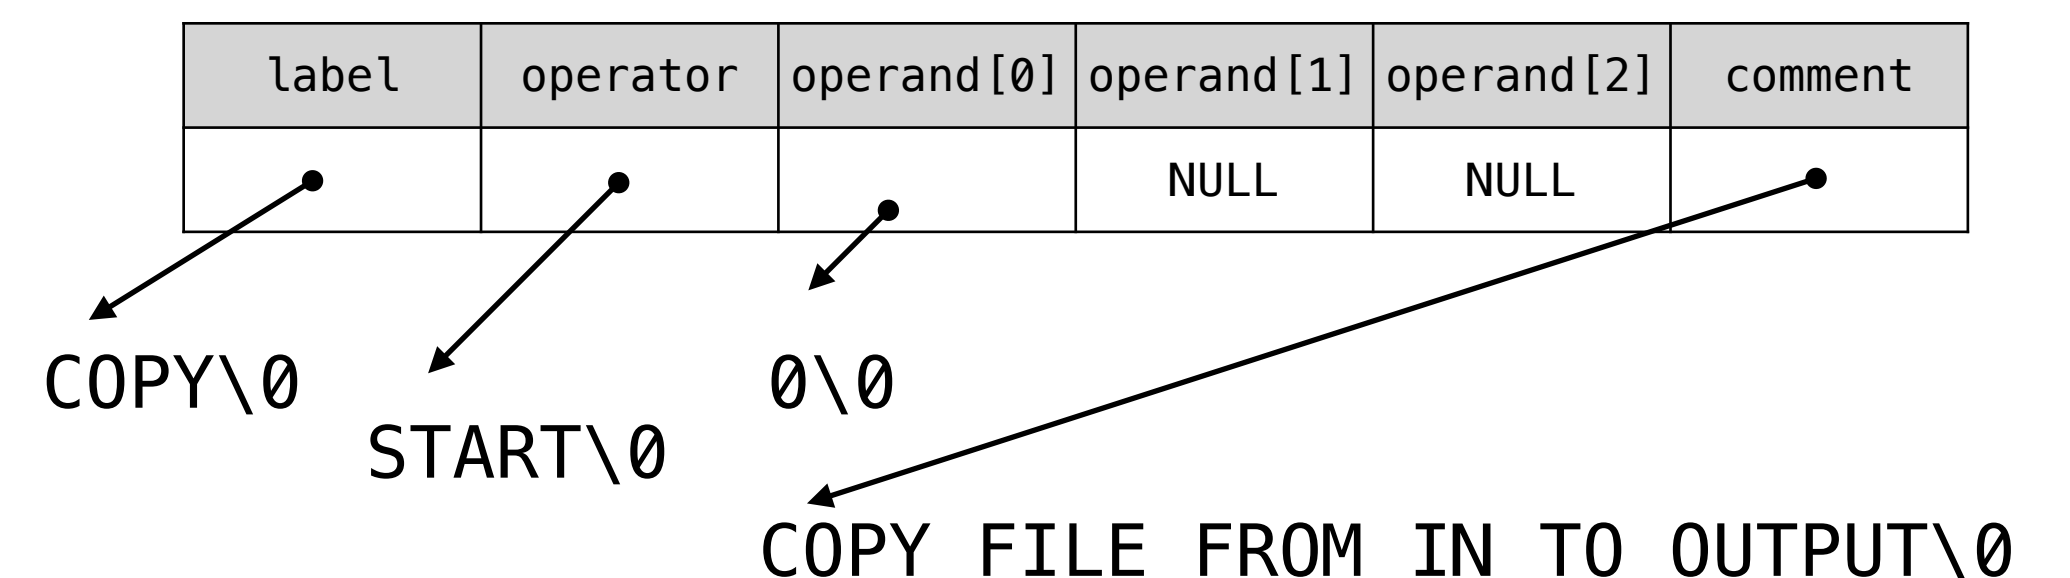 label operator operand[0] operand[1] operand[2] comment
NULL NULL
COPY\0 0\0
START\0
COPY FILE FROM IN TO OUTPUT\0